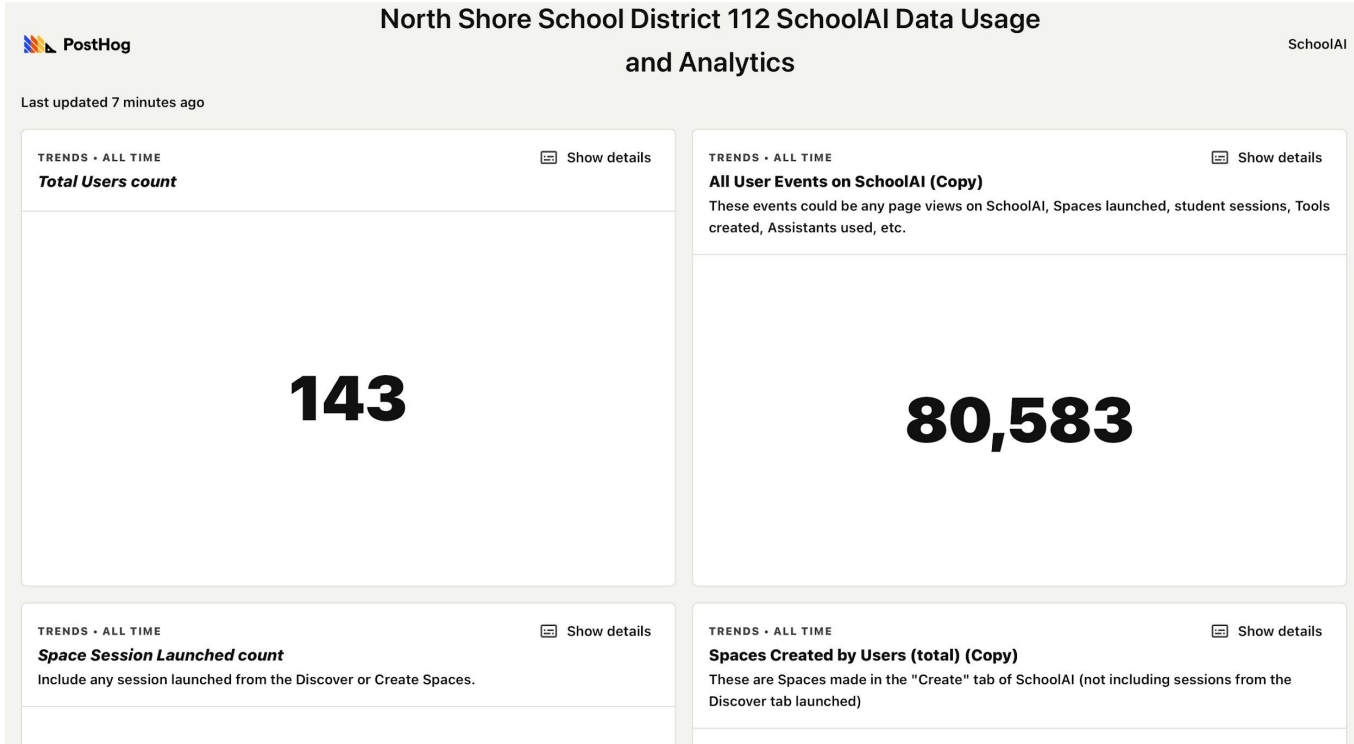 North Shore School District 112 SchoolAI Data Usage
and Analytics
PostHog
SchoolAI
Last updated 7 minutes ago
TRENDS • ALL TIME
Show details
Total Users count
143
TRENDS • ALL TIME
Show details
All User Events on SchoolAI (Copy)
These events could be any page views on SchoolAI, Spaces launched, student sessions, Tools
created, Assistants used, etc.
80,583
TRENDS • ALL TIME
Show details
Space Session Launched count
Include any session launched from the Discover or Create Spaces.
TRENDS • ALL TIME
Show details
Spaces Created by Users (total) (Copy)
These are Spaces made in the "Create" tab of SchoolAI (not including sessions from the
Discover tab launched)